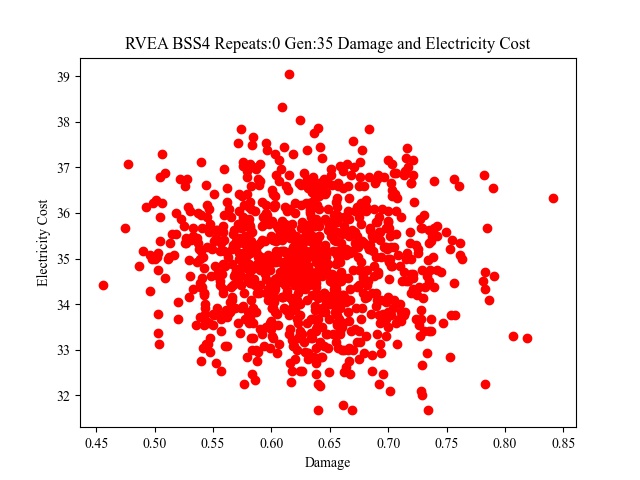 RVEA BSS4 Repeats:0 Gen:35 Damage and Electricity Cost
39
38
37
36
35
34
33
32
Electricity Cost
0.45 0.50 0.55 0.60 0.65 0.70 0.75 0.80 0.85
Damage